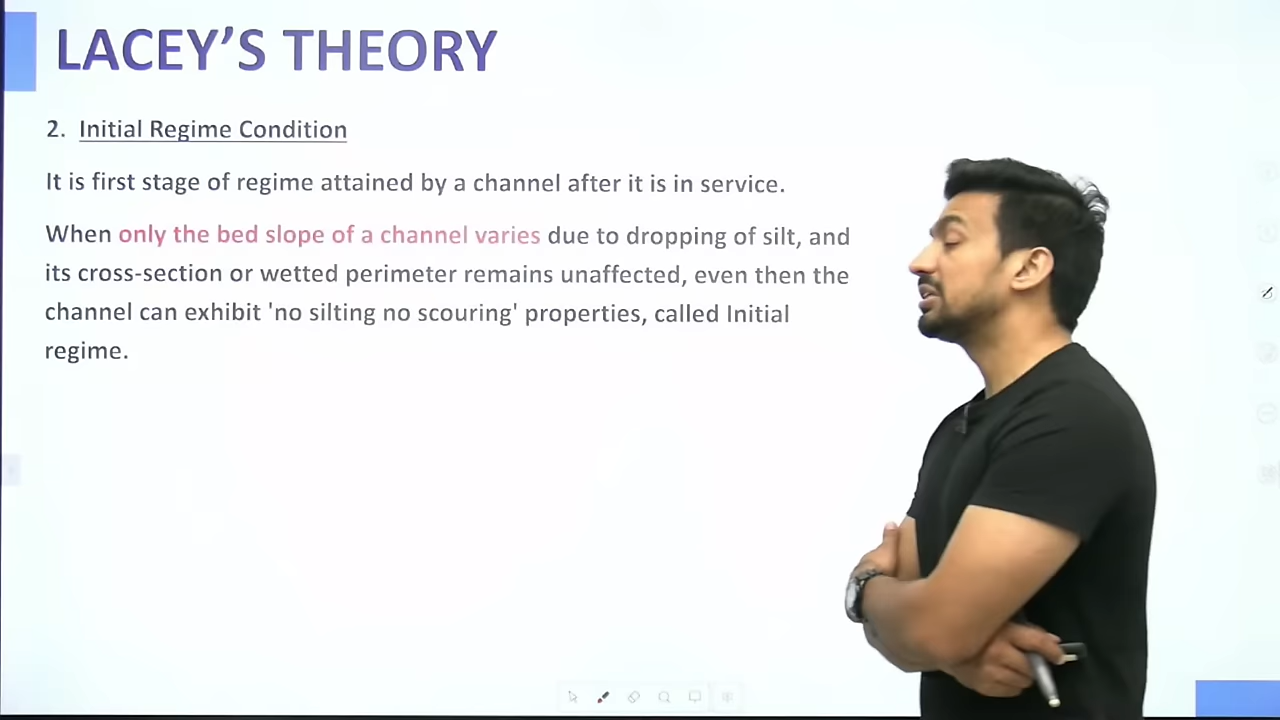 LACEY'S THEORY
2. Initial Regime Condition
It is first stage of regime attained by a channel after it is in service.
When only the bed slope of a channel varies due to dropping of silt, and
its cross-section or wetted perimeter remains unaffected, even then the
channel can exhibit 'no silting no scouring' properties, called Initial
regime.